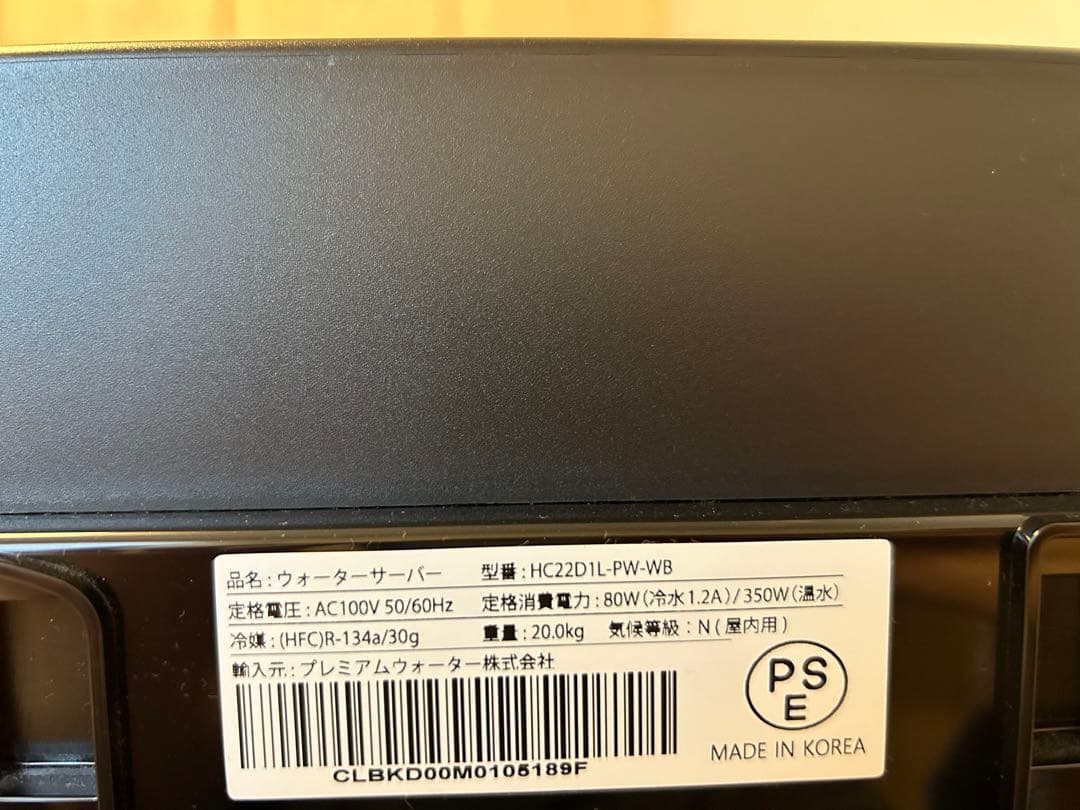 品名:ウォーターサーバー 型番:HC22D1L-PW-WB
定格電圧:AC100V 50/60Hz 定格消費電力:80W(冷水1.2A)/350W(温水)
冷媒:(HFC)R-134a/30g 重量:20.0kg 気候等級:N(屋内用)
輸入元:プレミアムウォーター株式会社
PSE
MADE IN KOREA
CLBKD00M0105189F